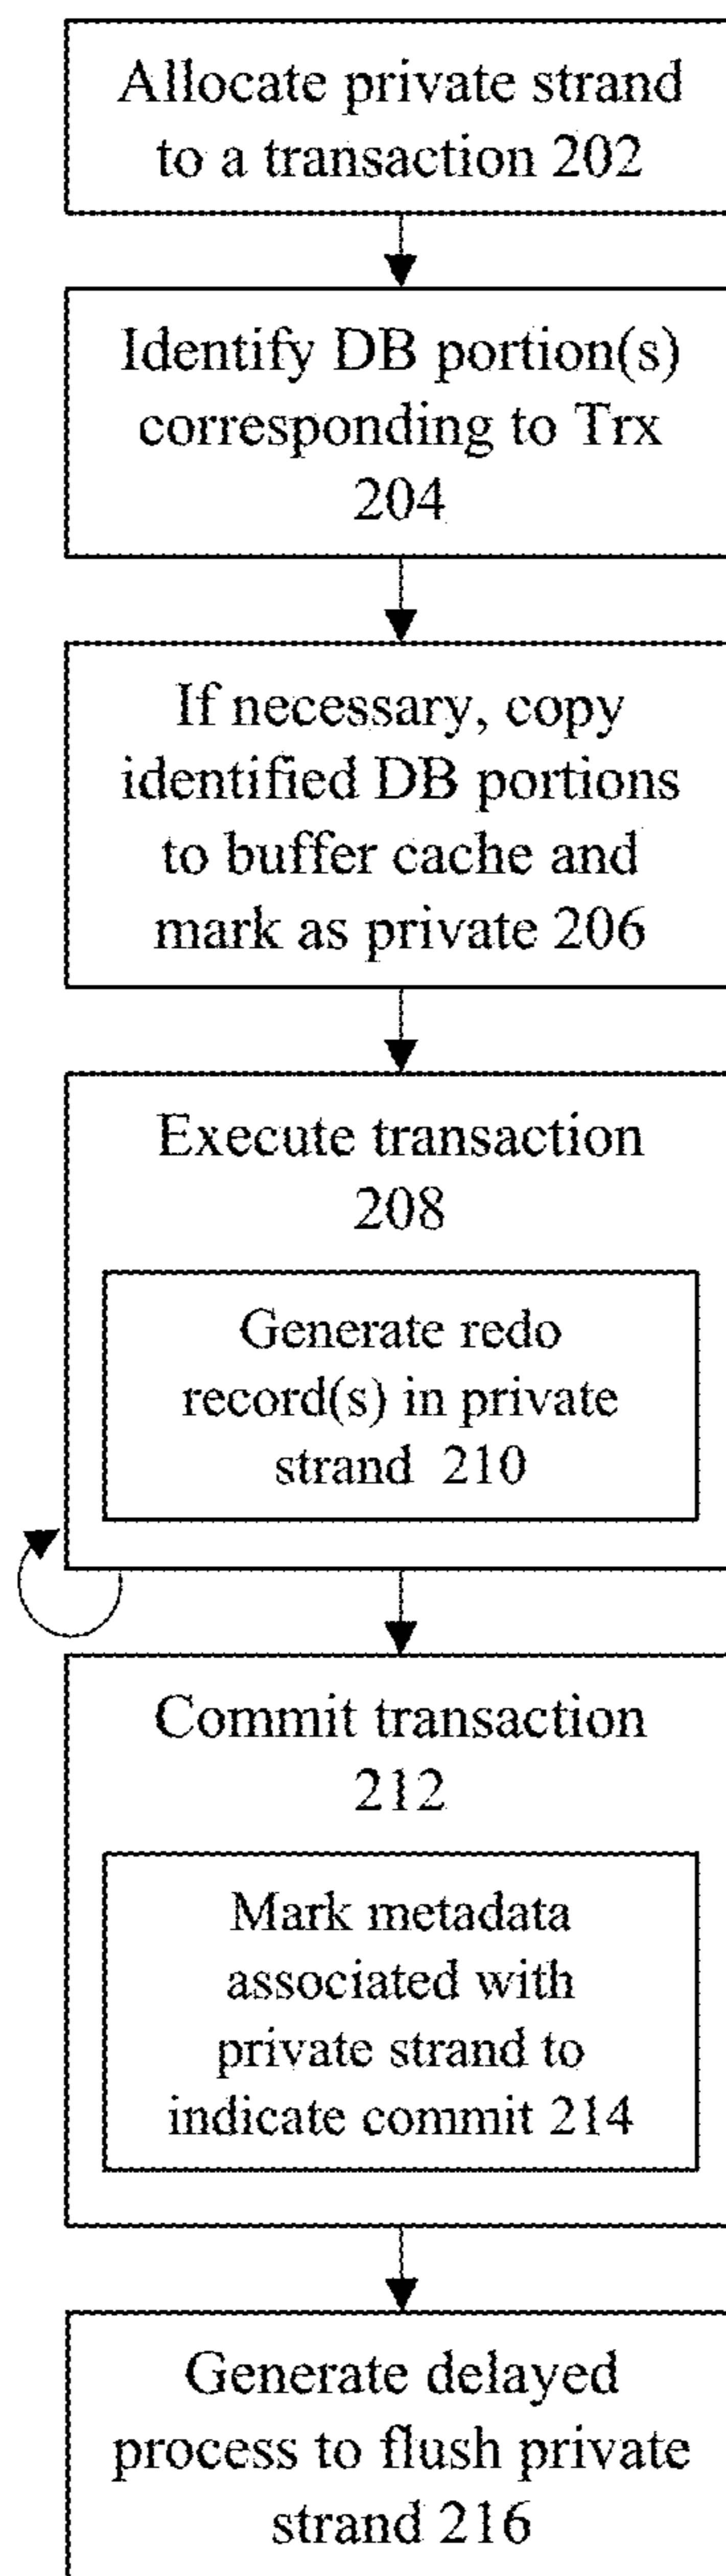 Allocate private strand
to a transaction 202
Identify DB portion(s)
corresponding to Trx
204
If necessary, copy
identified DB portions
to buffer cache and
mark as private 206
Execute transaction
208
Generate redo
record(s) in private
strand 210
Commit transaction
212
Mark metadata
associated with
private strand to
indicate commit 214
Generate delayed
process to flush private
strand 216